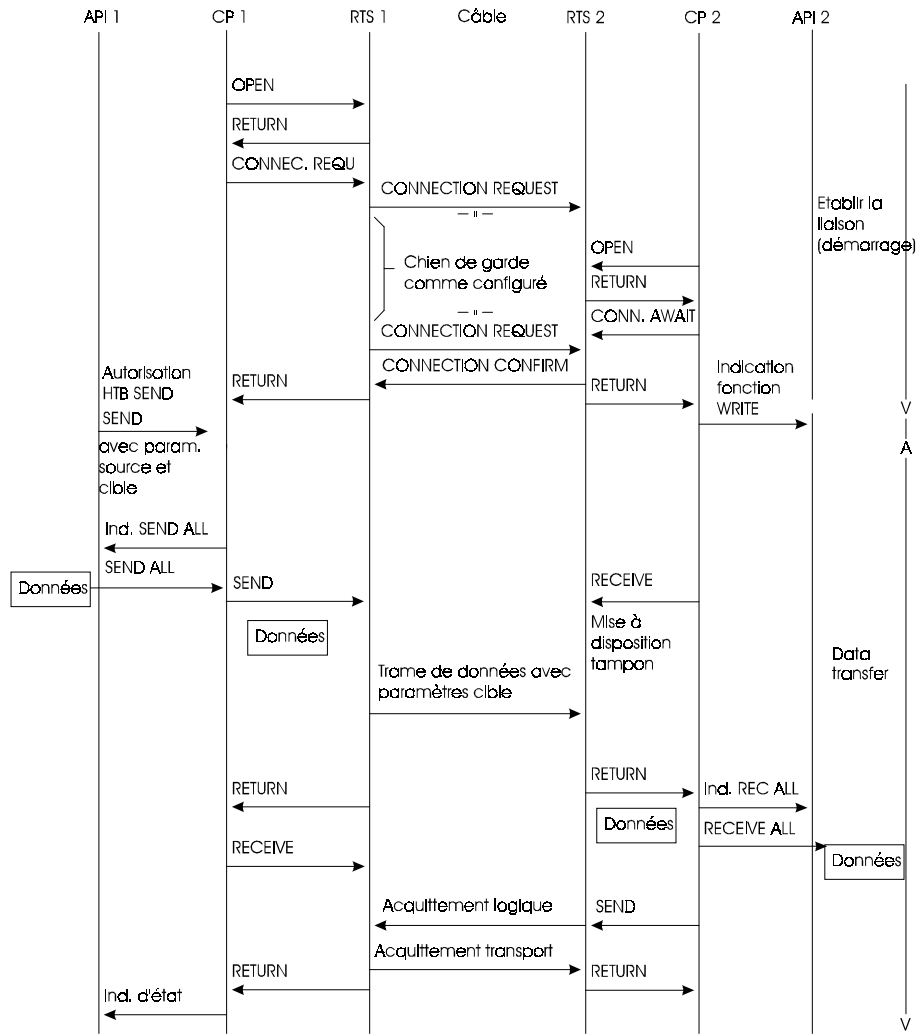 API 1 CP 1 RTS 1 Câble RTS 2 CP 2 API 2
OPEN
RETURN
CONNEC. REQU
CONNECTION REQUEST
— " —
Etablir la
liaison
(démarrage)
OPEN
Chien de garde
comme configuré
RETURN
— " —
CONN. AWAIT
CONNECTION REQUEST
CONNECTION CONFIRM
Autorisation
HTB SEND
RETURN
RETURN
Indication
fonction
WRITE
V
SEND
A
avec param.
source et
cible
Ind. SEND ALL
SEND ALL
Données
SEND
RECEIVE
Données
Mise à
disposition
tampon
Data
transfer
Trame de données avec
paramètres cible
RETURN
RETURN
Ind. REC ALL
Données
RECEIVE ALL
RECEIVE
Données
Acquittement logique
SEND
Acquittement transport
RETURN
RETURN
Ind. d'état
V